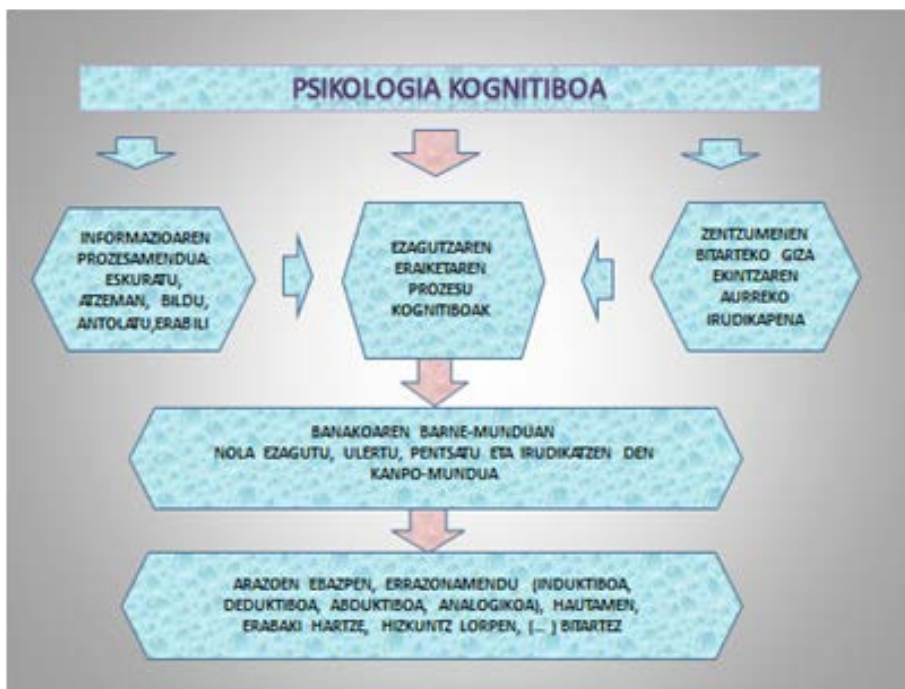 PSIKOLOGIA KOGNITIBOA
INFORMAZIOAREN
PROZESAMENDUA:
ESKURATU,
ATZEMAN, BILDU,
ANTOLATU,ERABILI
EZAGUTZAREN
ERAIKETAREN
PROZESU
KOGNITIBOAK
ZENTZUMENEN
BITARTEKO GIZA
EKINTZAREN
AURREKO
IRUDIKAPENA
BANAKOAREN BARNE-MUNDUAN
NOLA EZAGUTU, ULERTU, PENTSATU ETA IRUDIKATZEN DEN
KANPO-MUNDUA
ARAZOEN EBAZPEN, ERRAZONAMENDU (INDUKTIBOA,
DEDUKTIBOA, ABDUKTIBOA, ANALOGIKOA), HAUTAMEN,
ERABAKI HARTZE, HIZKUNTZ LORPEN, (... ) BITARTEZ